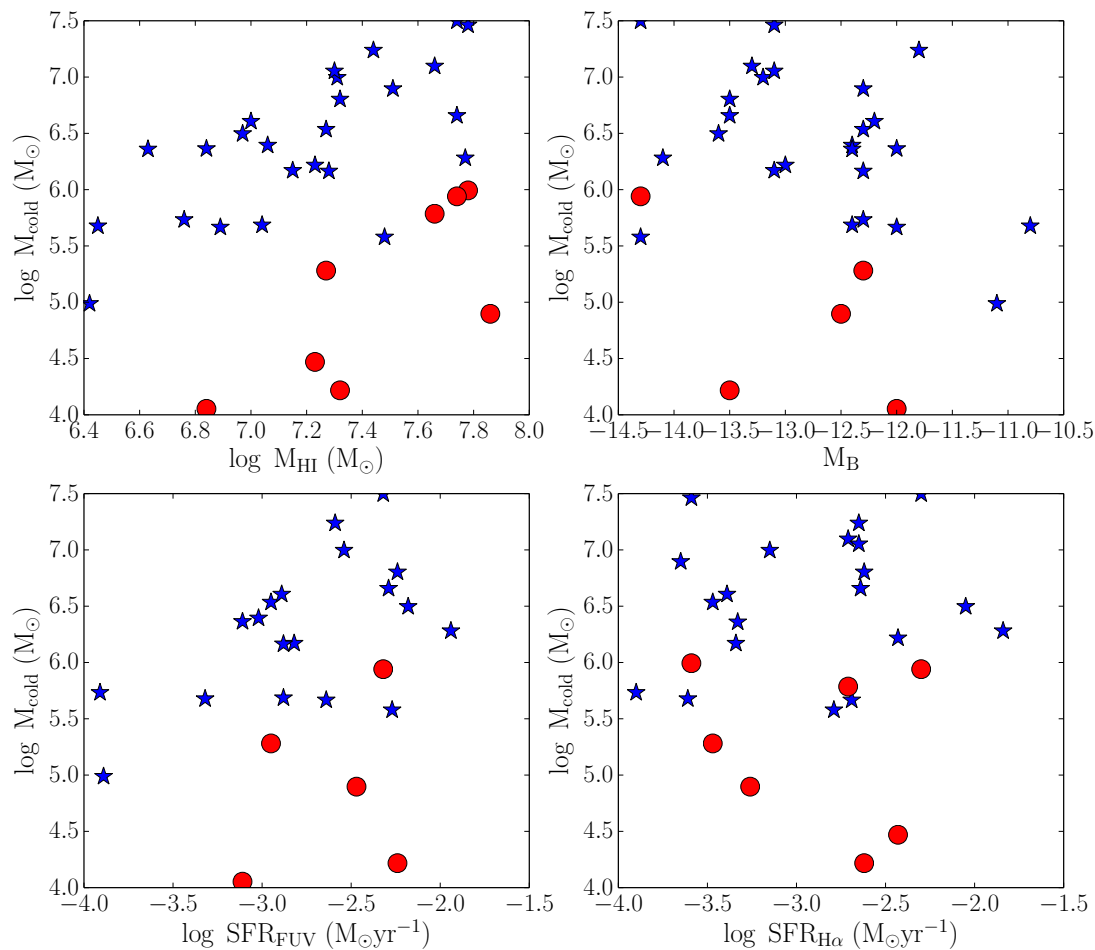 7.5
7.0
6.5
6.0
5.5
5.0
4.5
4.0
log M_cold (M_⊙)
6.4 6.6 6.8 7.0 7.2 7.4 7.6 7.8 8.0
log M_HI (M_⊙)
7.5
7.0
6.5
6.0
5.5
5.0
4.5
4.0
log M_cold (M_⊙)
−14.5 −14.0 −13.5 −13.0 −12.5 −12.0 −11.5 −11.0 −10.5
M_B
7.5
7.0
6.5
6.0
5.5
5.0
4.5
4.0
log M_cold (M_⊙)
−4.0 −3.5 −3.0 −2.5 −2.0 −1.5
log SFR_FUV (M_⊙yr⁻¹)
7.5
7.0
6.5
6.0
5.5
5.0
4.5
4.0
log M_cold (M_⊙)
−4.0 −3.5 −3.0 −2.5 −2.0 −1.5
log SFR_Hα (M_⊙yr⁻¹)